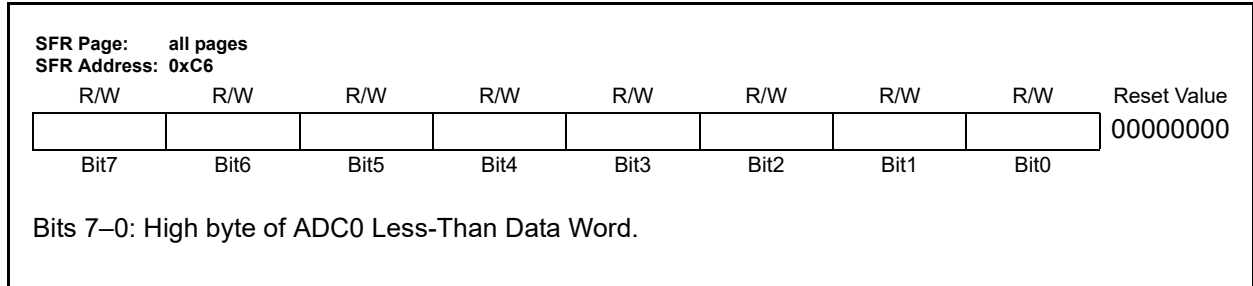 SFR Page: all pages
SFR Address: 0xC6
R/W R/W R/W R/W R/W R/W R/W R/W Reset Value
00000000
Bit7 Bit6 Bit5 Bit4 Bit3 Bit2 Bit1 Bit0
Bits 7–0: High byte of ADC0 Less-Than Data Word.